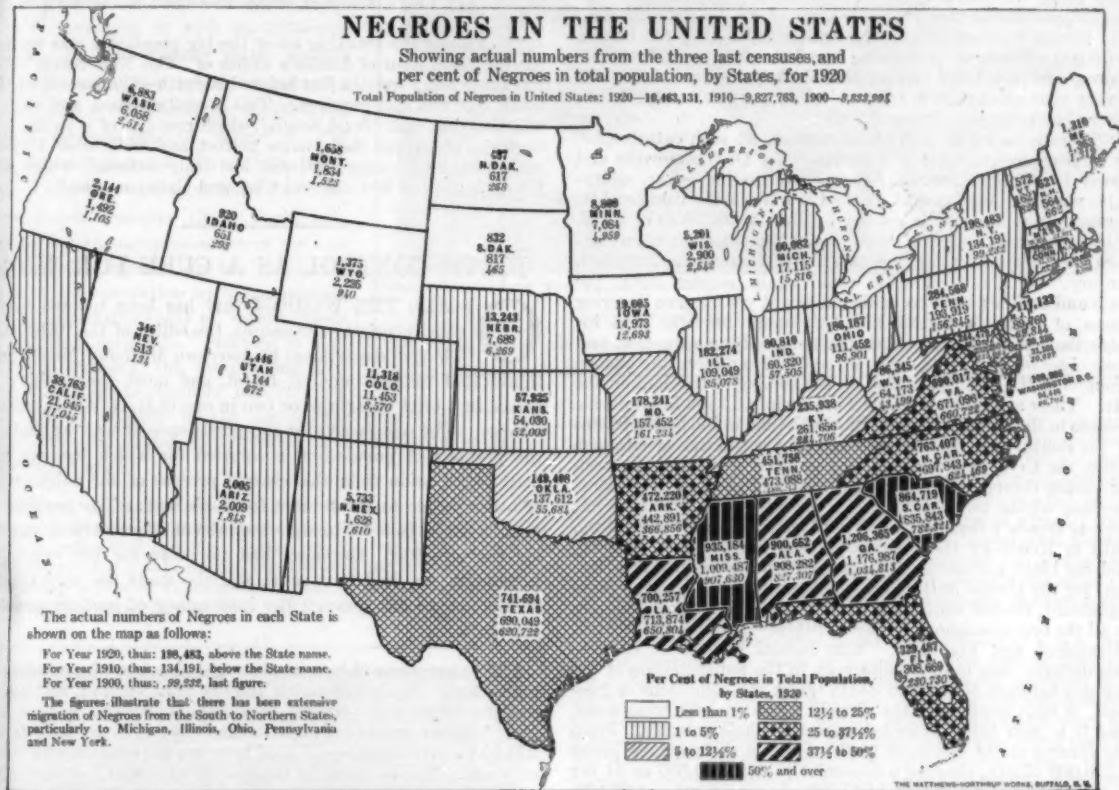 NEGROES IN THE UNITED STATES
Showing actual numbers from the three last censuses, and
per cent of Negroes in total population, by States, for 1920
Total Population of Negroes in United States: 1920—10,463,131, 1910—9,827,763, 1900—
6,883
WASH.
6,058
2,514
1,658
MONT.
1,834
N.DAK.
617
8,809
MINN.
7,084
4,959
L. SUPERIOR
5,201
WIS.
2,900
2,542
L. MICHIGAN
L. HURON
60,082
MICH.
17,115
15,816
1,310
ME.
572
VT.
621
N.H.
564
662
198,483
N.Y.
134,191
99,232
L. ERIE
2,144
ORE.
1,492
1,105
920
IDAHO
651
293
1,375
WYO.
2,235
940
832
S.DAK.
817
465
19,005
IOWA
14,973
12,693
284,568
PENN.
193,919
156,845
117,132
346
NEV.
513
134
1,446
UTAH
1,144
672
13,243
NEBR.
7,689
6,269
182,274
ILL.
109,049
85,078
80,810
IND.
60,320
57,505
186,187
OHIO
111,452
96,901
86,345
W.VA.
64,173
43,499
WASHINGTON D.C.
38,763
CALIF.
21,645
11,045
11,318
COLO.
11,453
8,570
57,925
KANS.
54,030
52,003
178,241
MO.
157,452
161,234
235,938
KY.
261,656
284,706
690,017
VA.
671,096
660,722
8,005
ARIZ.
2,009
1,848
5,733
N.MEX.
1,628
1,610
149,408
OKLA.
137,612
55,684
472,220
ARK.
442,891
366,856
451,758
TENN.
473,088
763,407
N.CAR.
697,843
624,469
864,719
S.CAR.
835,843
782,321
741,694
TEXAS
690,049
620,722
700,257
LA.
713,874
650,804
935,184
MISS.
1,009,487
907,630
900,652
ALA.
908,282
827,307
1,206,365
GA.
1,176,987
1,034,813
329,487
FLA.
308,669
230,730
The actual numbers of Negroes in each State is
shown on the map as follows:
For Year 1920, thus: 198,483, above the State name.
For Year 1910, thus: 134,191, below the State name.
For Year 1900, thus: 99,232, last figure.
The figures illustrate that there has been extensive
migration of Negroes from the South to Northern States,
particularly to Michigan, Illinois, Ohio, Pennsylvania
and New York.
Per Cent of Negroes in Total Population,
by States, 1920
Less than 1%
12½ to 25%
1 to 5%
25 to 37½%
5 to 12½%
37½ to 50%
50% and over
THE MATTHEWS-NORTHRUP WORKS, BUFFALO, N. Y.